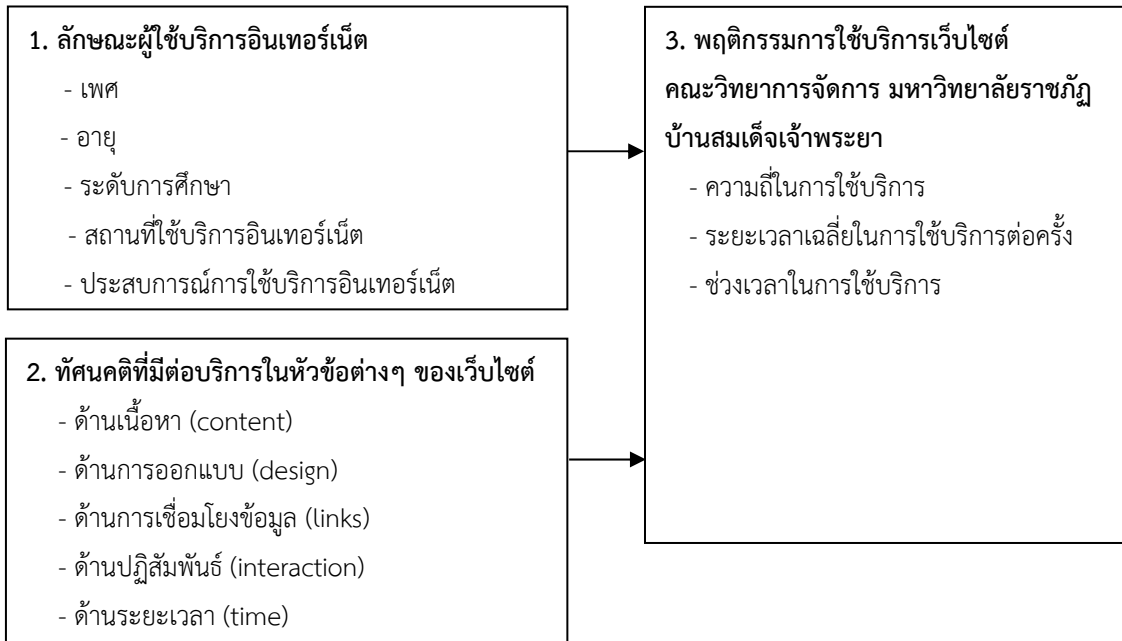 1. ลักษณะผู้ใช้บริการอินเทอร์เน็ต
- เพศ
- อายุ
- ระดับการศึกษา
- สถานที่ใช้บริการอินเทอร์เน็ต
- ประสบการณ์การใช้บริการอินเทอร์เน็ต
2. ทัศนคติที่มีต่อบริการในหัวข้อต่างๆ ของเว็บไซต์
- ด้านเนื้อหา (content)
- ด้านการออกแบบ (design)
- ด้านการเชื่อมโยงข้อมูล (links)
- ด้านปฏิสัมพันธ์ (interaction)
- ด้านระยะเวลา (time)
3. พฤติกรรมการใช้บริการเว็บไซต์
คณะวิทยาการจัดการ มหาวิทยาลัยราชภัฏ
บ้านสมเด็จเจ้าพระยา
- ความถี่ในการใช้บริการ
- ระยะเวลาเฉลี่ยในการใช้บริการต่อครั้ง
- ช่วงเวลาในการใช้บริการ